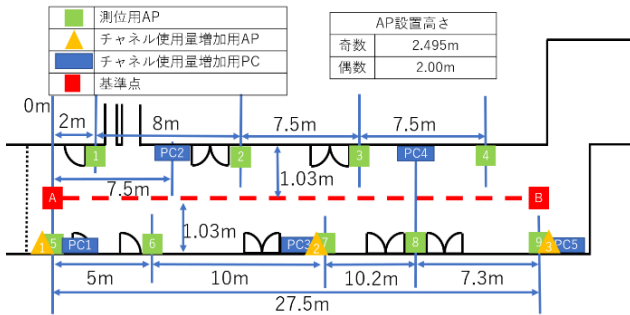 測位用AP
チャネル使用量増加用AP
チャネル使用量増加用PC
基準点
AP設置高さ
奇数 2.495m
偶数 2.00m
0m
2m
8m
7.5m
7.5m
1 PC2 2 3 PC4 4
7.5m
1.03m
A B
1.03m
1 5 PC1 6 PC3 2 7 8 9 3 PC5
5m 10m 10.2m 7.3m
27.5m